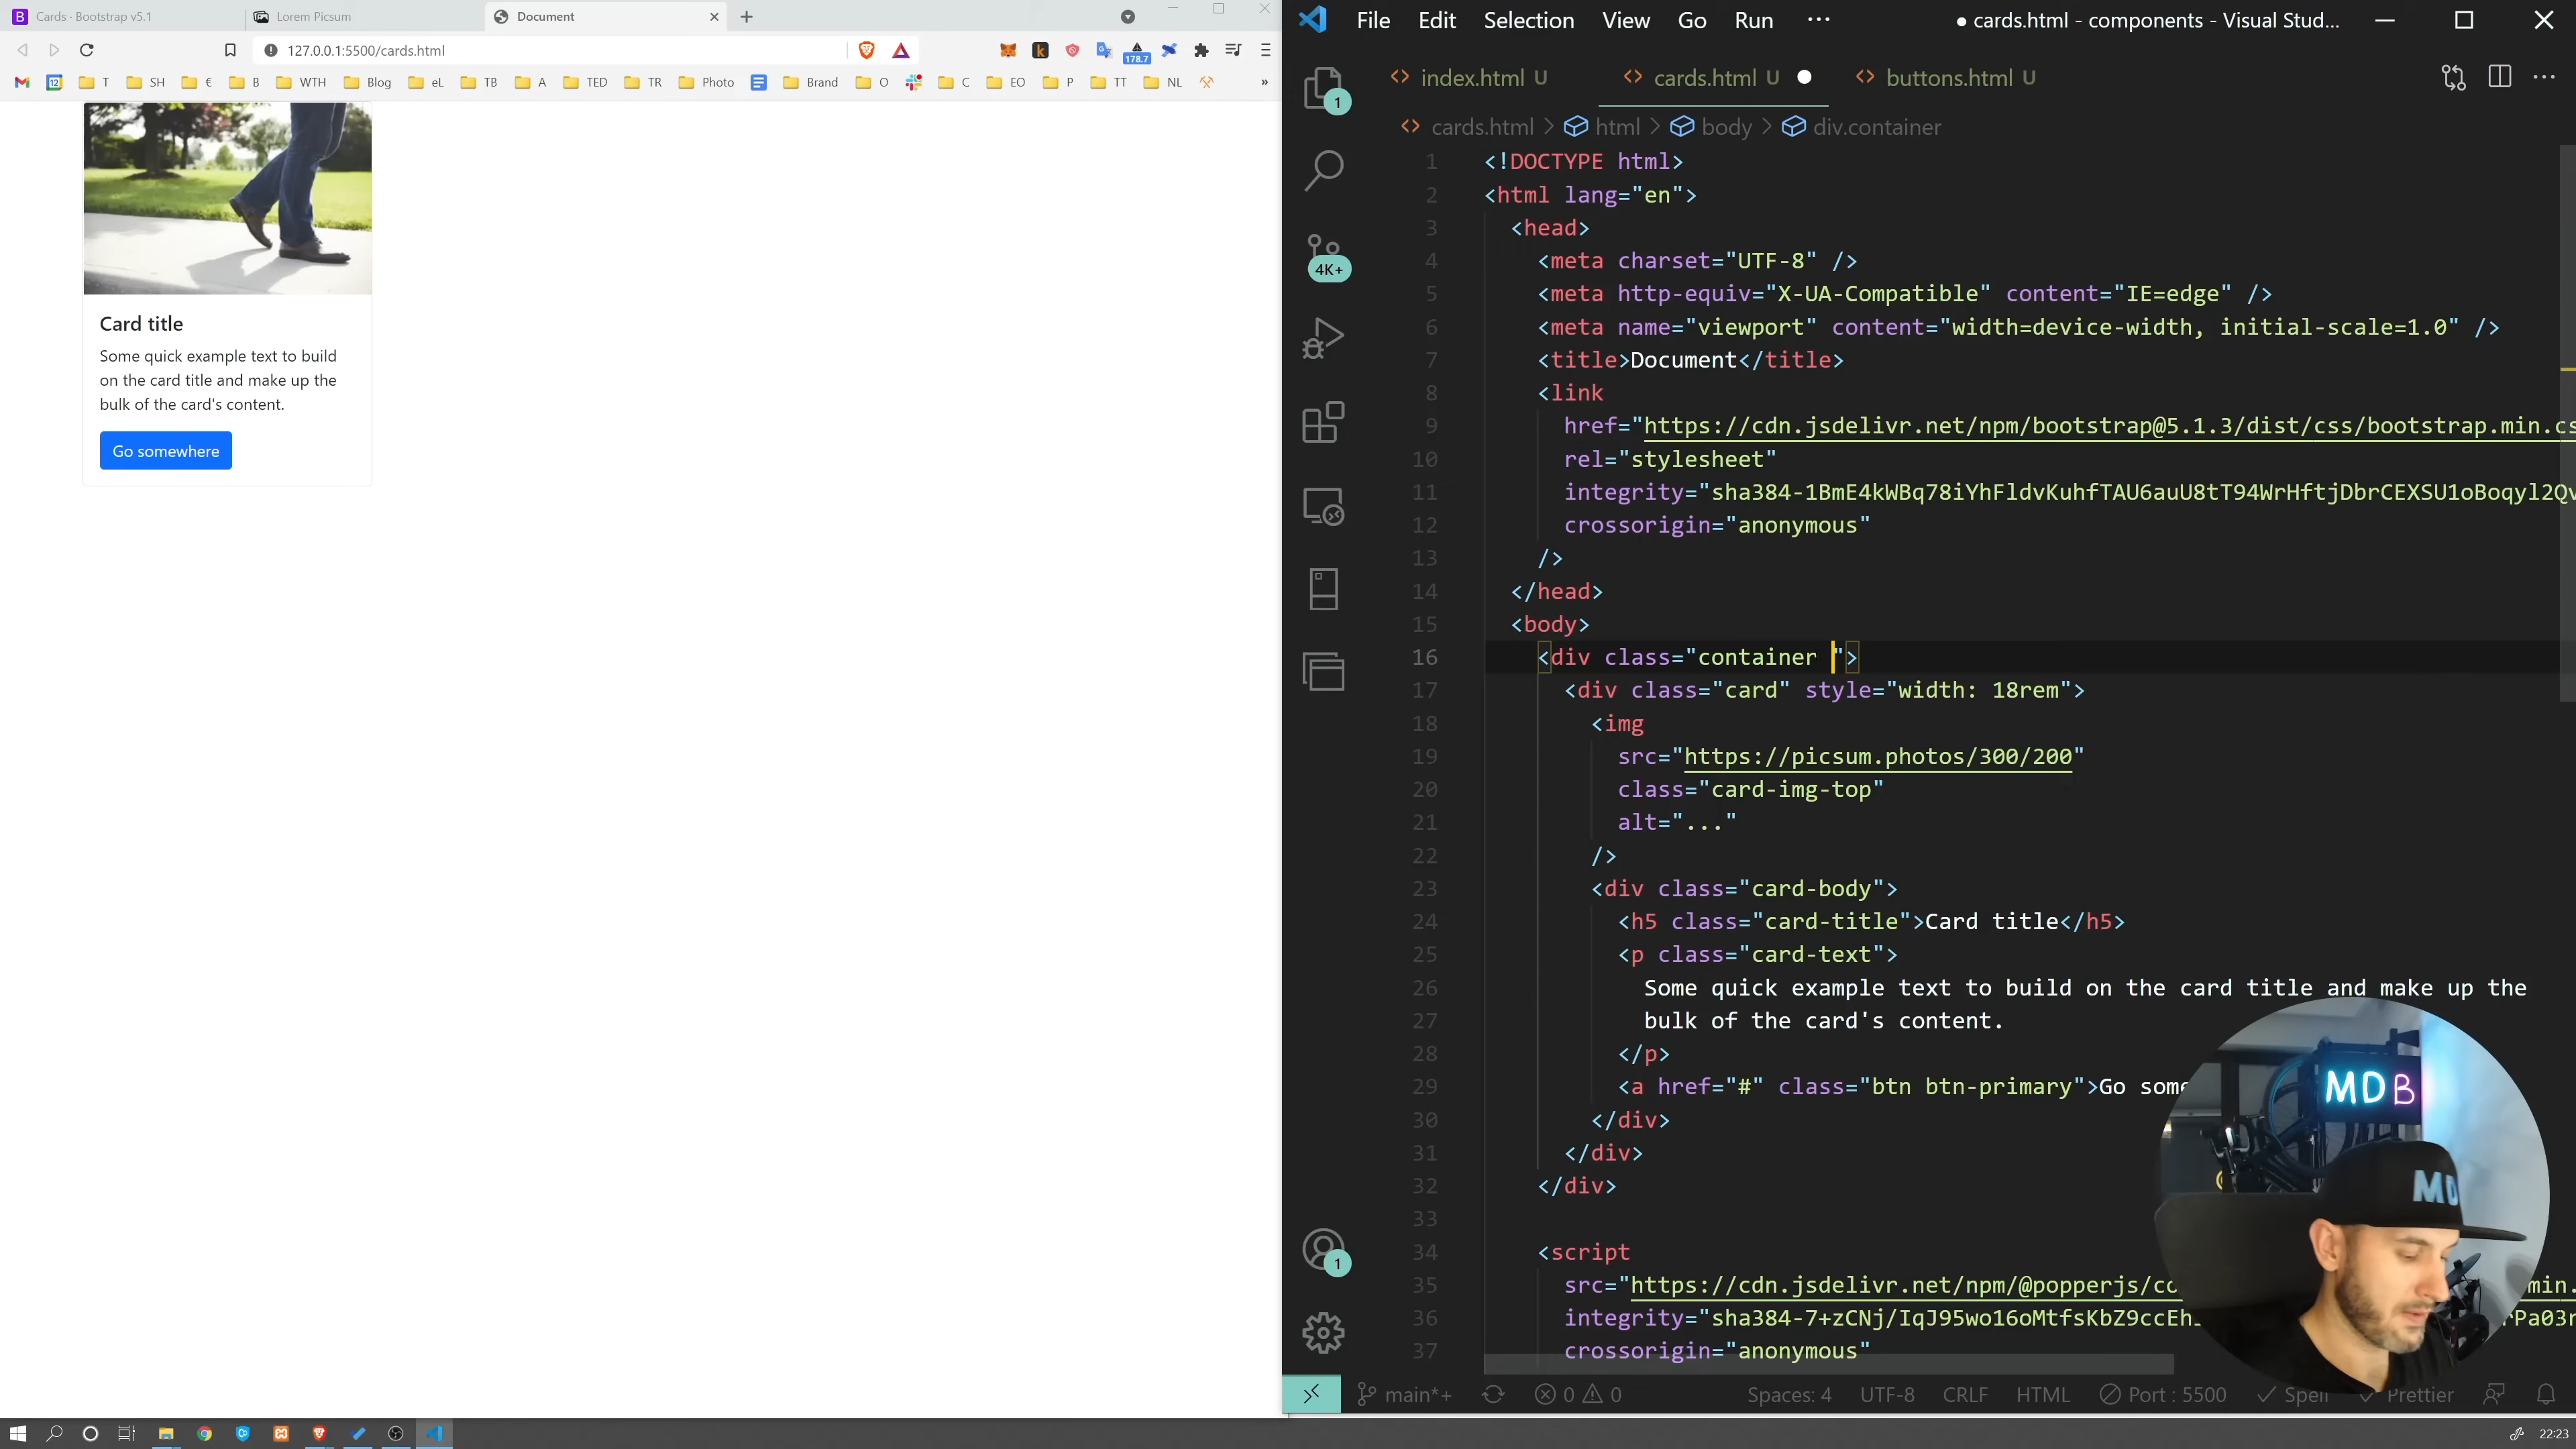 Cards · Bootstrap v5.1
Lorem Picsum
Document
127.0.0.1:5500/cards.html
178.7
12
T
SH
€
B
WTH
Blog
eL
TB
A
TED
TR
Photo
Brand
O
C
EO
P
TT
NL
»
Card title
Some quick example text to build
on the card title and make up the
bulk of the card's content.
Go somewhere
File Edit Selection View Go Run ···
● cards.html - components - Visual Stud...
index.html U
cards.html U
buttons.html U
cards.html > html > body > div.container
1
4K+
1
1 <!DOCTYPE html>
2 <html lang="en">
3 <head>
4 <meta charset="UTF-8" />
5 <meta http-equiv="X-UA-Compatible" content="IE=edge" />
6 <meta name="viewport" content="width=device-width, initial-scale=1.0" />
7 <title>Document</title>
8 <link
9 href="https://cdn.jsdelivr.net/npm/bootstrap@5.1.3/dist/css/bootstrap.min.cs
10 rel="stylesheet"
11 integrity="sha384-1BmE4kWBq78iYhFldvKuhfTAU6auU8tT94WrHftjDbrCEXSU1oBoqyl2Qv
12 crossorigin="anonymous"
13 />
14 </head>
15 <body>
16 <div class="container ">
17 <div class="card" style="width: 18rem">
18 <img
19 src="https://picsum.photos/300/200"
20 class="card-img-top"
21 alt="..."
22 />
23 <div class="card-body">
24 <h5 class="card-title">Card title</h5>
25 <p class="card-text">
26 Some quick example text to build on the card title and make up the
27 bulk of the card's content.
28 </p>
29 <a href="#" class="btn btn-primary">Go some
30 </div>
31 </div>
32 </div>
33
34 <script
35 src="https://cdn.jsdelivr.net/npm/@popperjs/co min.
36 integrity="sha384-7+zCNj/IqJ95wo16oMtfsKbZ9ccEh rPa03r
37 crossorigin="anonymous"
MDB
MD
main*+ 0 0 Spaces: 4 UTF-8 CRLF HTML Port : 5500 Spell Prettier
22:23